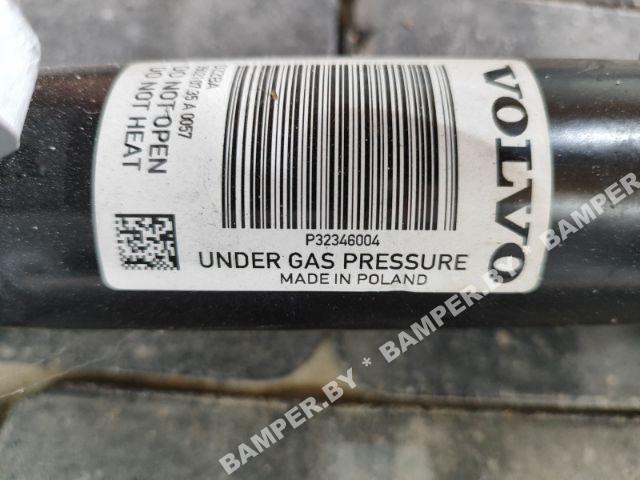 VOLVO
P32346004
UNDER GAS PRESSURE
MADE IN POLAND
A 0057
DO NOT OPEN
DO NOT HEAT
BAMPER.BY * BAMPER.BY * BAMPER.BY